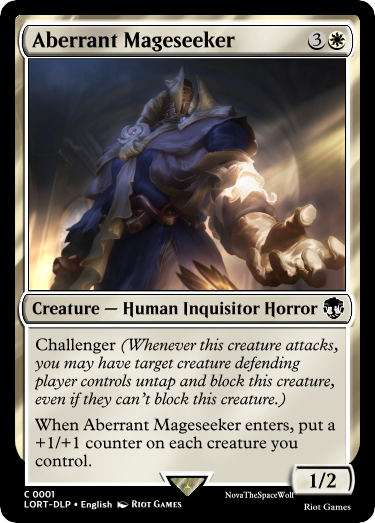 Aberrant Mageseeker 3
Creature — Human Inquisitor Horror
Challenger (Whenever this creature attacks,
you may have target creature defending
player controls untap and block this creature,
even if they can't block this creature.)
When Aberrant Mageseeker enters, put a
+1/+1 counter on each creature you
control.
1/2
C 0001
LORT-DLP • English Riot Games
NovaTheSpaceWolf
Riot Games